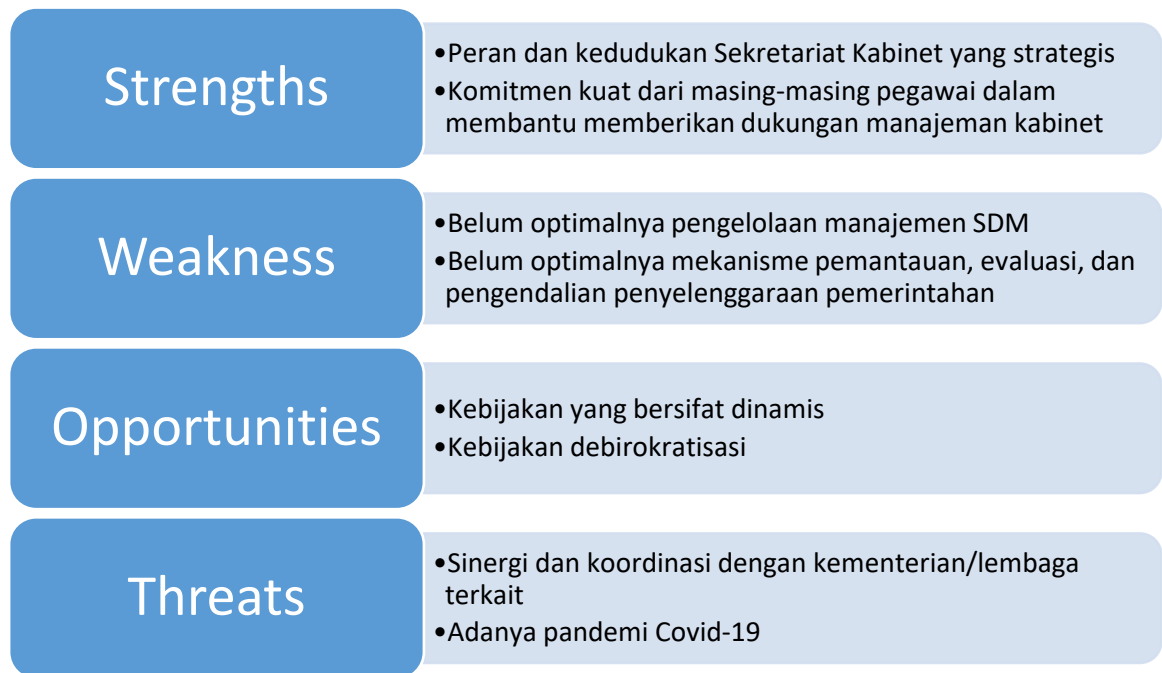 Strengths
•Peran dan kedudukan Sekretariat Kabinet yang strategis
•Komitmen kuat dari masing-masing pegawai dalam
membantu memberikan dukungan manajeman kabinet
Weakness
•Belum optimalnya pengelolaan manajemen SDM
•Belum optimalnya mekanisme pemantauan, evaluasi, dan
pengendalian penyelenggaraan pemerintahan
Opportunities
•Kebijakan yang bersifat dinamis
•Kebijakan debirokratisasi
Threats
•Sinergi dan koordinasi dengan kementerian/lembaga
terkait
•Adanya pandemi Covid-19